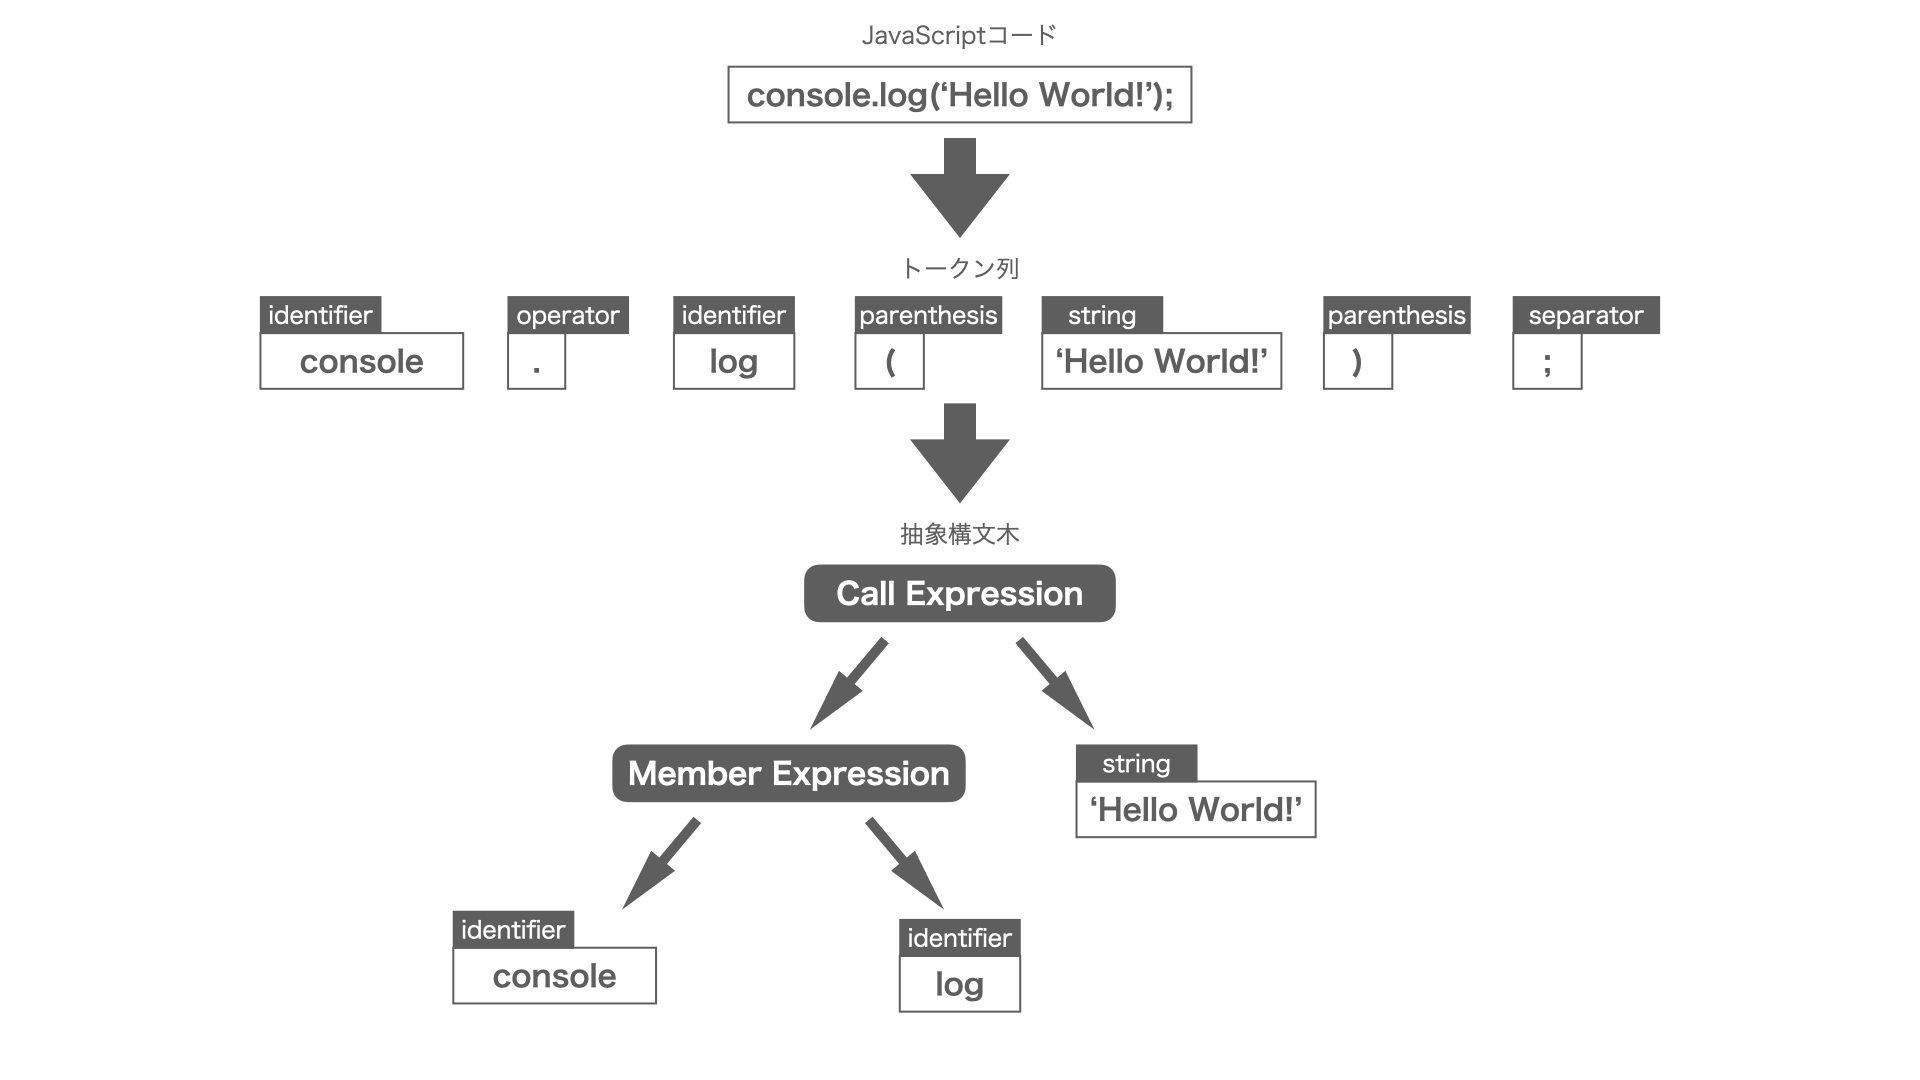 JavaScriptコード
console.log(‘Hello World!’);
トークン列
identifier
console
operator
.
identifier
log
parenthesis
(
string
‘Hello World!’
parenthesis
)
separator
;
抽象構文木
Call Expression
Member Expression
string
‘Hello World!’
identifier
console
identifier
log